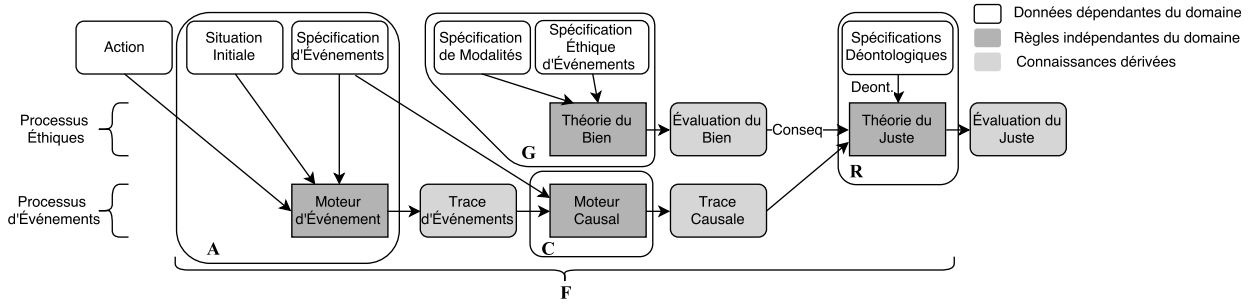 Action
Situation
Initiale
Spécification
d'Événements
Spécification
de Modalités
Spécification
Éthique
d'Événements
Spécifications
Déontologiques
Données dépendantes du domaine
Règles indépendantes du domaine
Connaissances dérivées
Deont.
Processus
Éthiques
Théorie du
Bien
Évaluation du
Bien
Conseq
Théorie du
Juste
Évaluation du
Juste
G
R
Processus
d'Événements
Moteur
d'Événement
Trace
d'Événements
Moteur
Causal
Trace
Causale
A
C
F